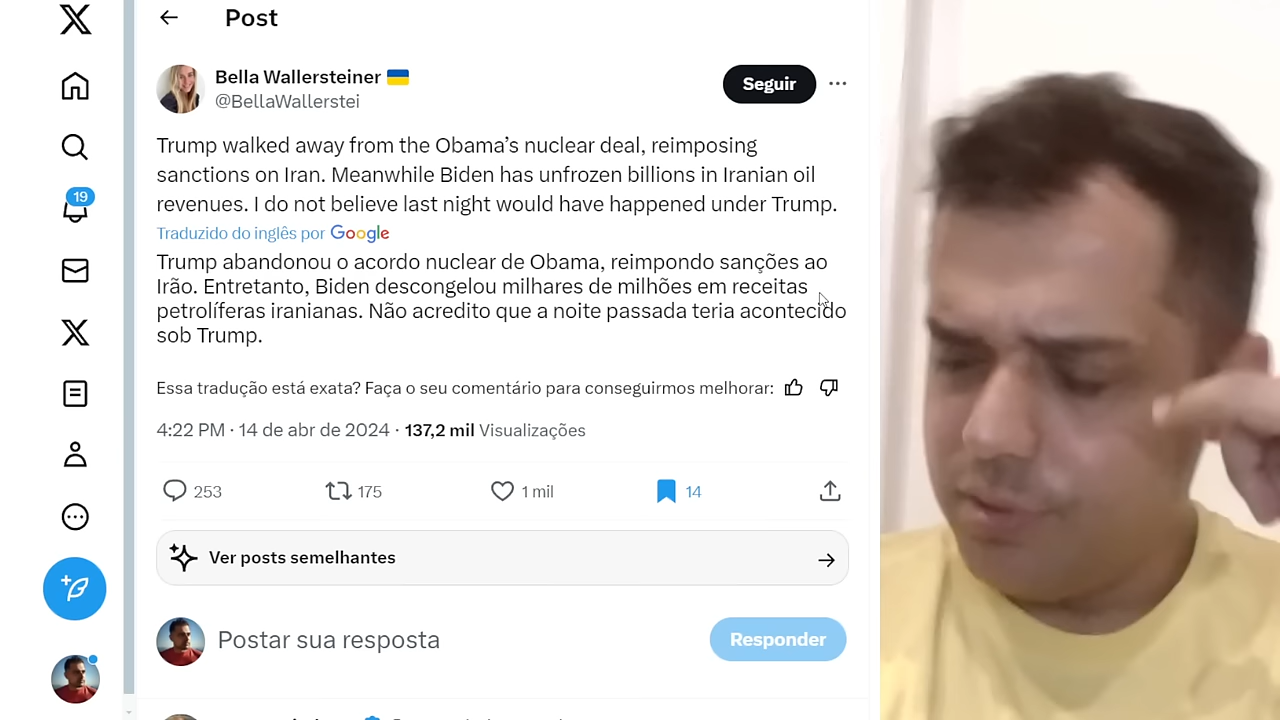 Post
Bella Wallersteiner 🇺🇦
@BellaWallerstei
Seguir
Trump walked away from the Obama’s nuclear deal, reimposing
sanctions on Iran. Meanwhile Biden has unfrozen billions in Iranian oil
revenues. I do not believe last night would have happened under Trump.
Traduzido do inglês por Google
Trump abandonou o acordo nuclear de Obama, reimpondo sanções ao
Irão. Entretanto, Biden descongelou milhares de milhões em receitas
petrolíferas iranianas. Não acredito que a noite passada teria acontecido
sob Trump.
Essa tradução está exata? Faça o seu comentário para conseguirmos melhorar:
4:22 PM · 14 de abr de 2024 · 137,2 mil Visualizações
253 175 1 mil 14
Ver posts semelhantes
Postar sua resposta
Responder
19